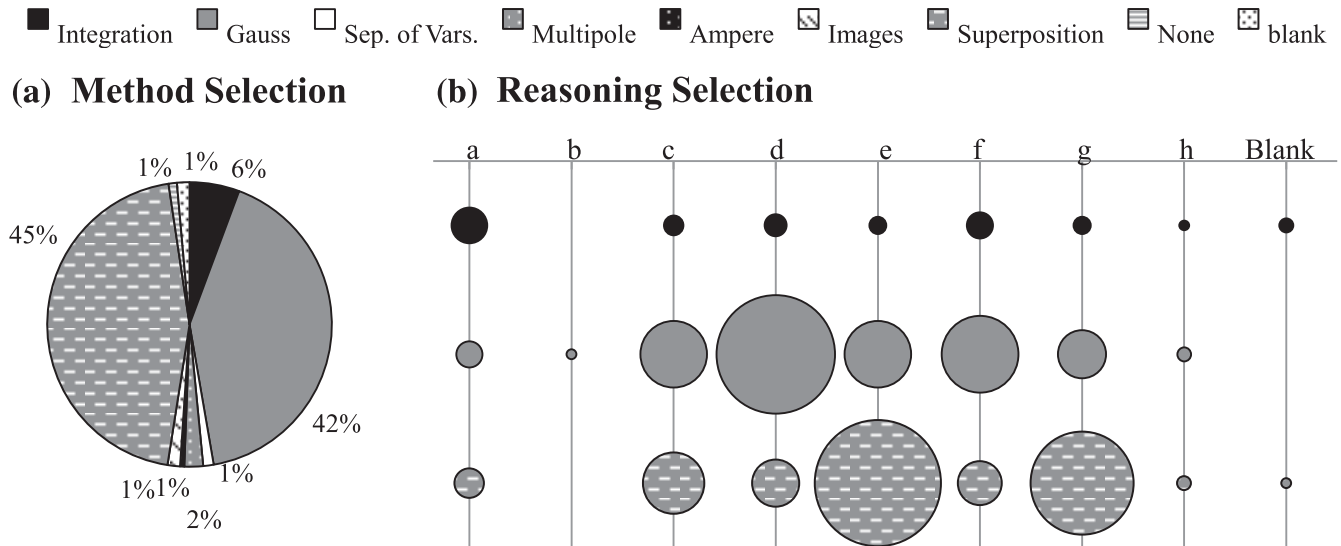 Integration Gauss Sep. of Vars. Multipole Ampere Images Superposition None blank
(a) Method Selection
(b) Reasoning Selection
a b c d e f g h Blank
1% 1% 6%
45%
42%
1%
1% 1%
2%